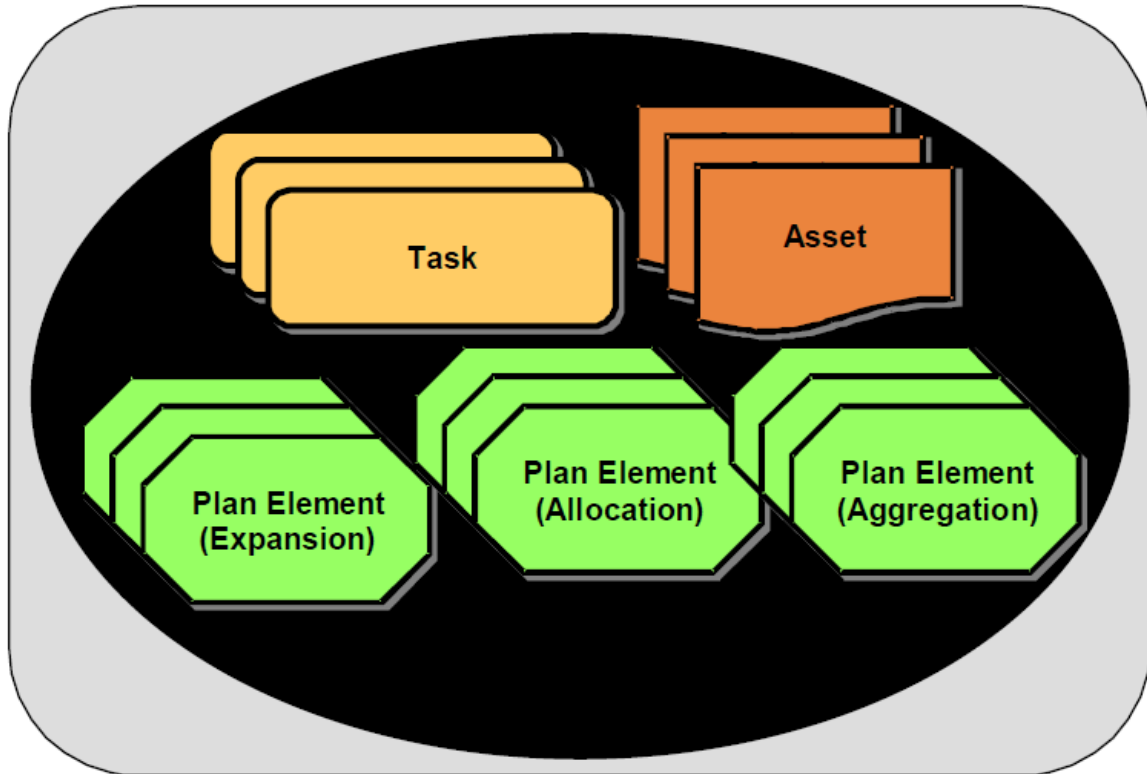 Task
Asset
Plan Element
(Expansion)
Plan Element
(Allocation)
Plan Element
(Aggregation)